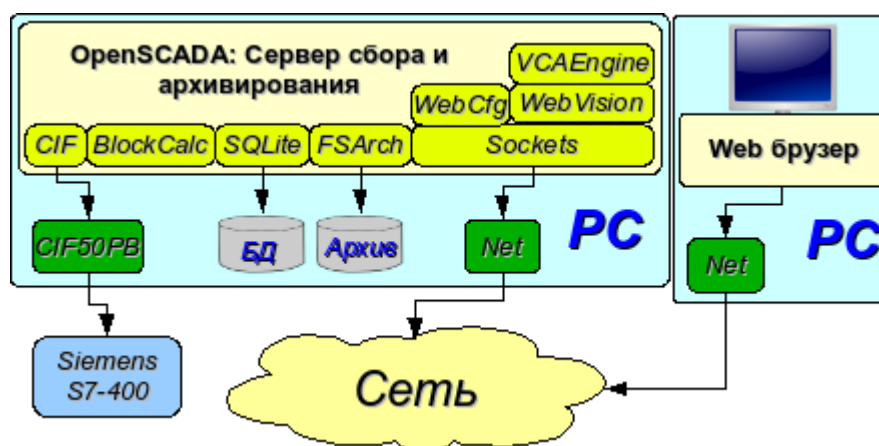 OpenSCADA: Сервер сбора и
архивирования
VCAEngine
WebCfg
WebVision
CIF
BlockCalc
SQLite
FSArch
Sockets
Web брузер
CIF50PB
БД
Архив
Net
PC
Net
PC
Siemens
S7-400
Сеть